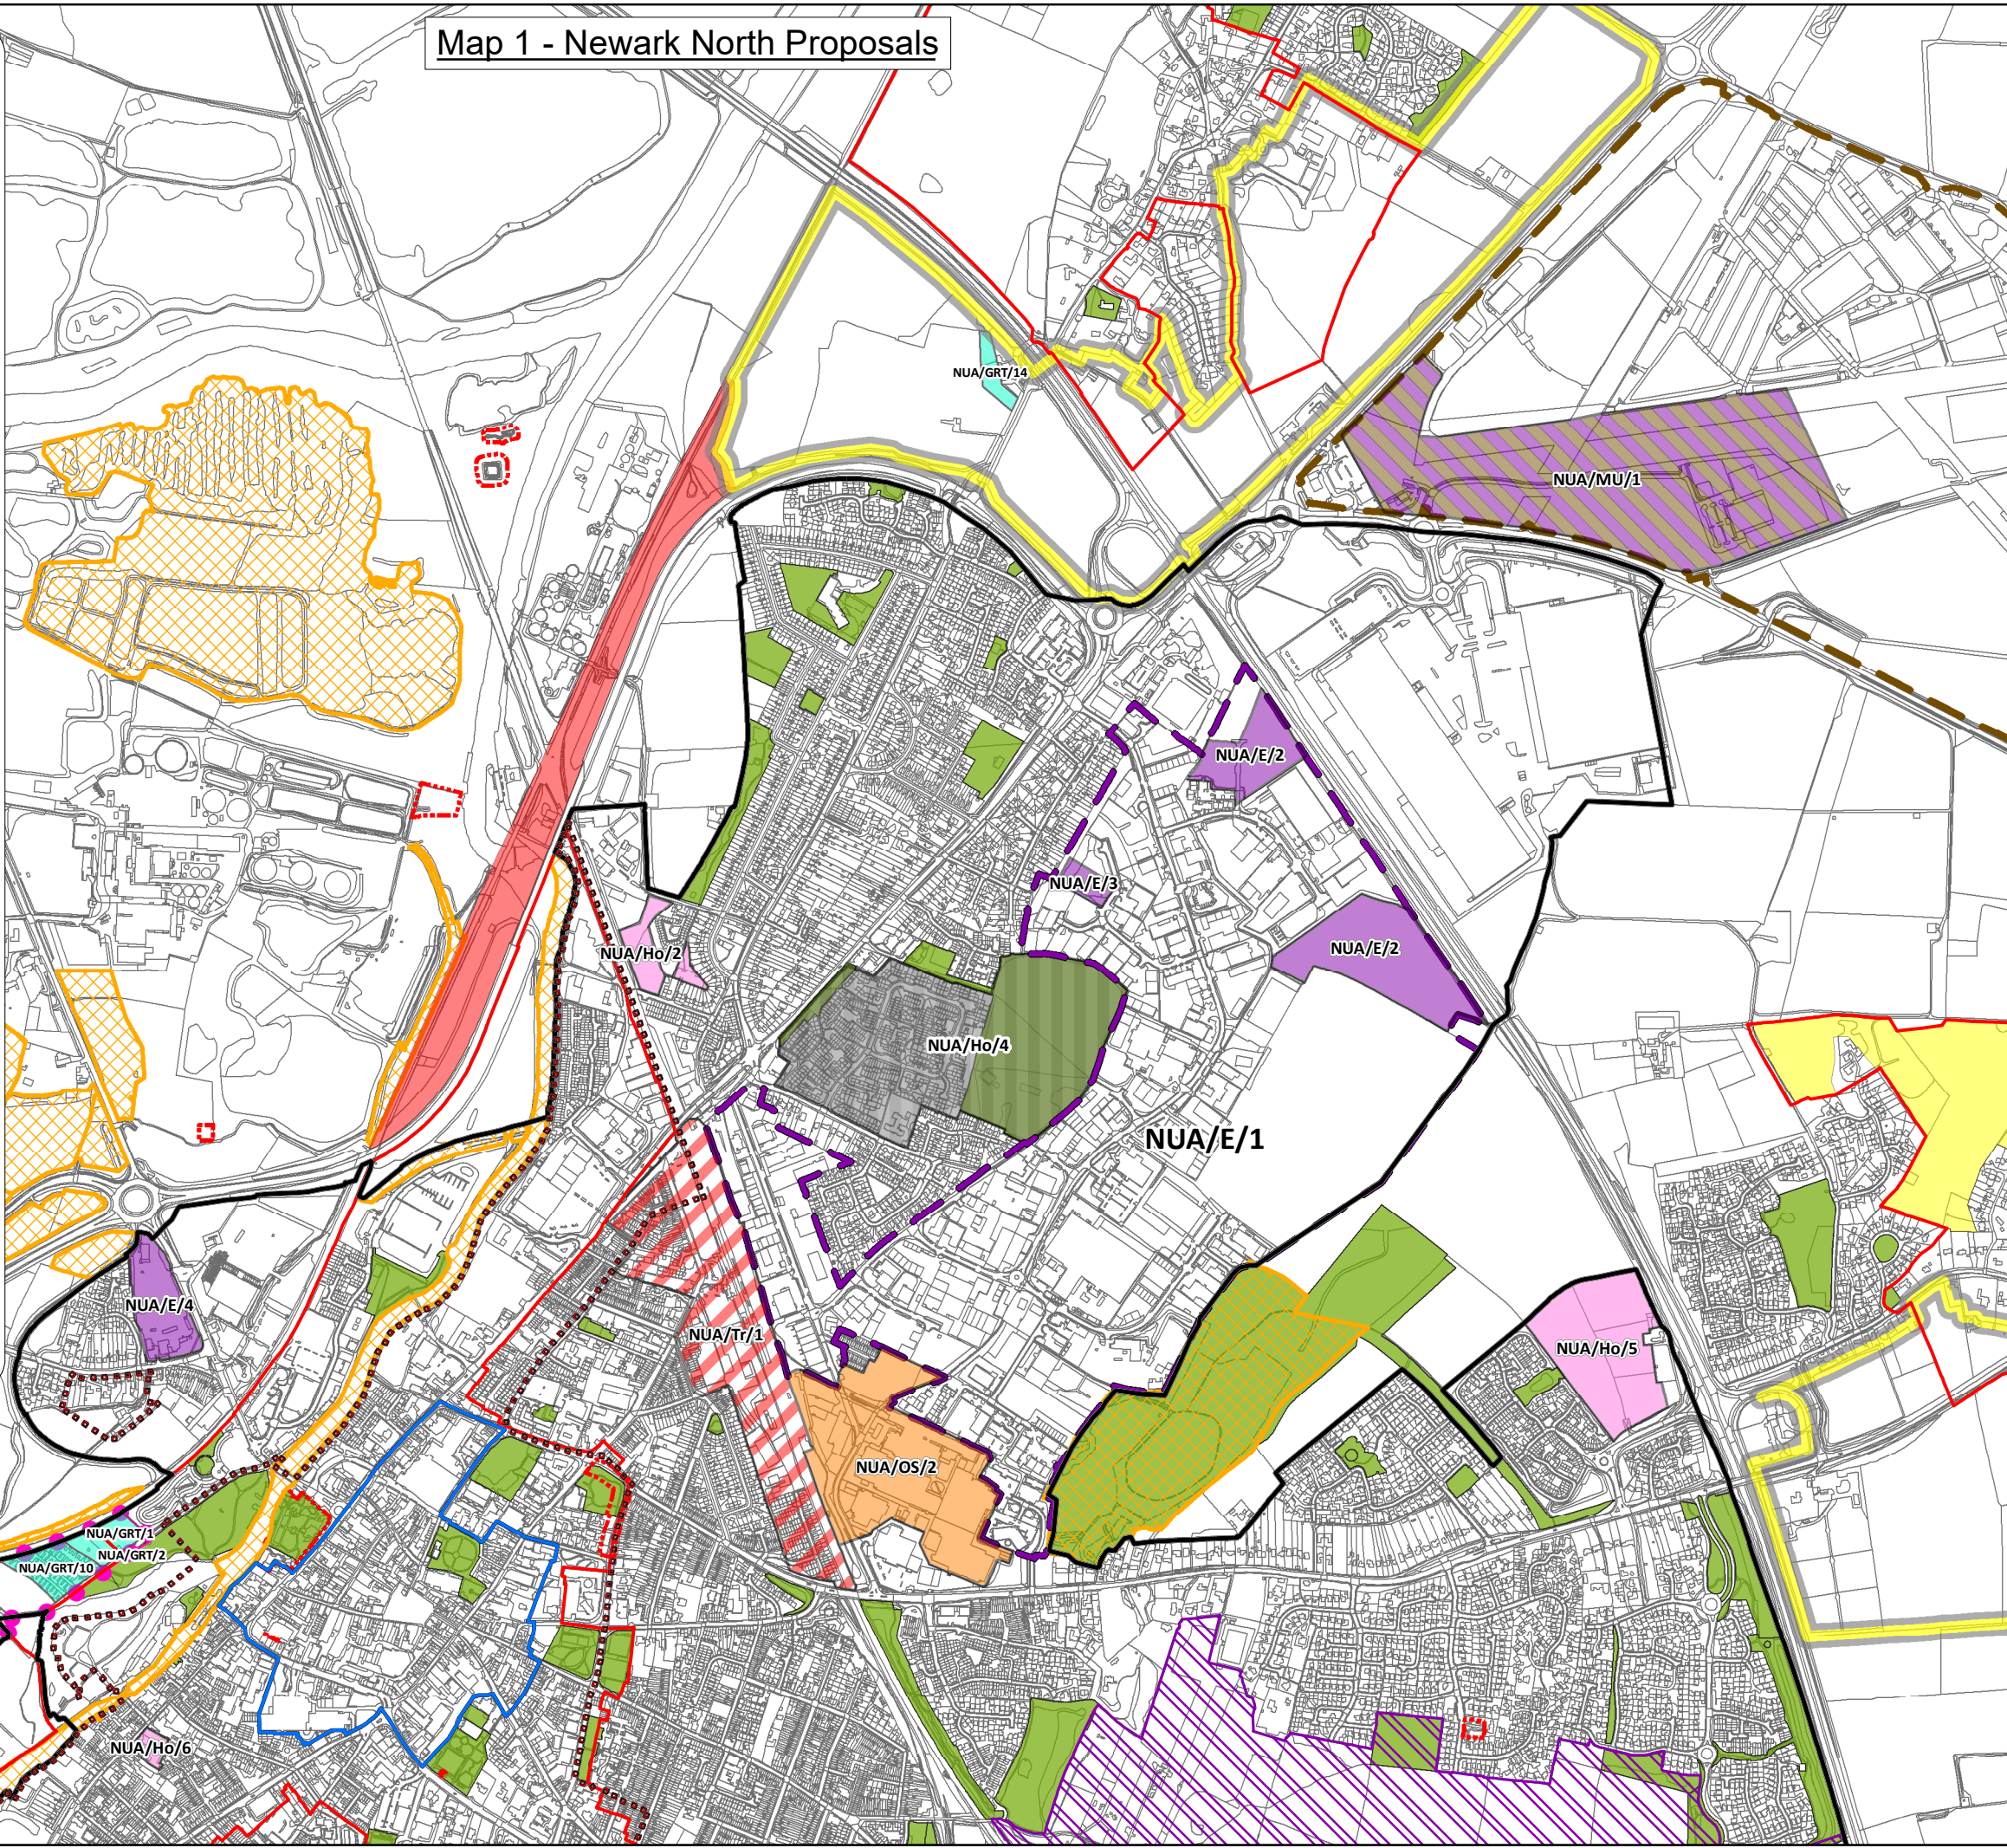 Map 1 - Newark North Proposals
NUA/GRT/14
NUA/MU/1
NUA/E/2
NUA/E/3
NUA/Ho/2
NUA/E/2
NUA/Ho/4
NUA/E/1
NUA/E/4
NUA/Tr/1
NUA/Ho/5
NUA/OS/2
NUA/GRT/1
NUA/GRT/2
NUA/GRT/10
NUA/Ho/6